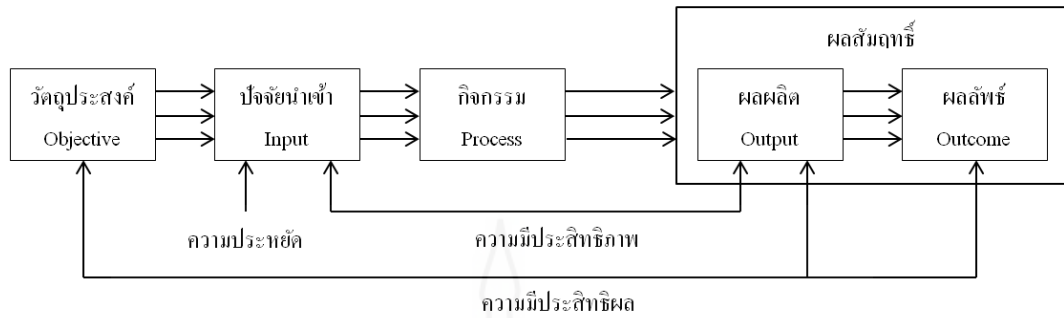 ผลสัมฤทธิ์
วัตถุประสงค์
Objective
ปัจจัยนำเข้า
Input
กิจกรรม
Process
ผลผลิต
Output
ผลลัพธ์
Outcome
ความประหยัด
ความมีประสิทธิภาพ
ความมีประสิทธิผล